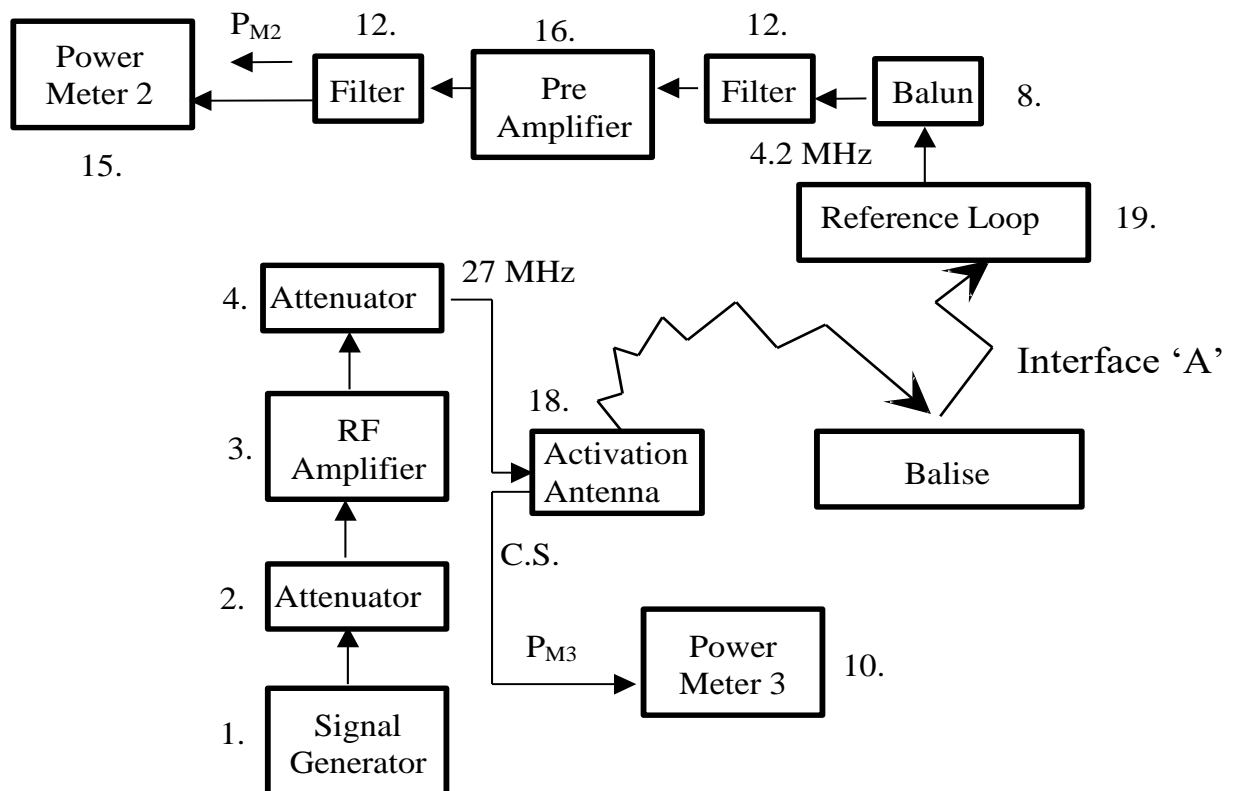 P_M2
12.
16.
12.
Power
Meter 2
Filter
Pre
Amplifier
Filter
Balun
8.
15.
4.2 MHz
Reference Loop
19.
27 MHz
4.
Attenuator
Interface ‘A’
18.
3.
RF
Amplifier
Activation
Antenna
Balise
C.S.
2.
Attenuator
P_M3
Power
Meter 3
10.
1.
Signal
Generator